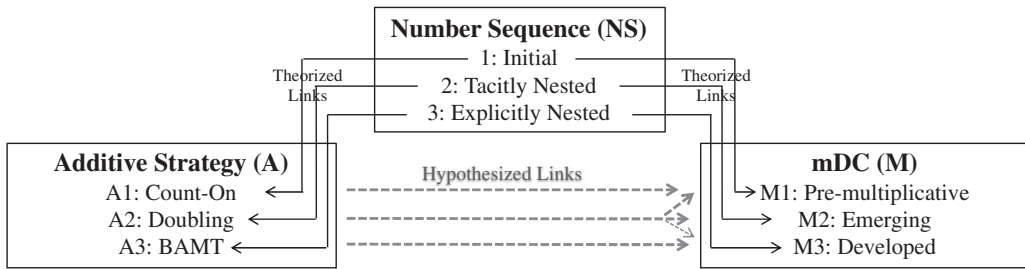 Number Sequence (NS)
1: Initial
2: Tacitly Nested
3: Explicitly Nested
Theorized
Links
Theorized
Links
Additive Strategy (A)
A1: Count-On
A2: Doubling
A3: BAMT
Hypothesized Links
mDC (M)
M1: Pre-multiplicative
M2: Emerging
M3: Developed